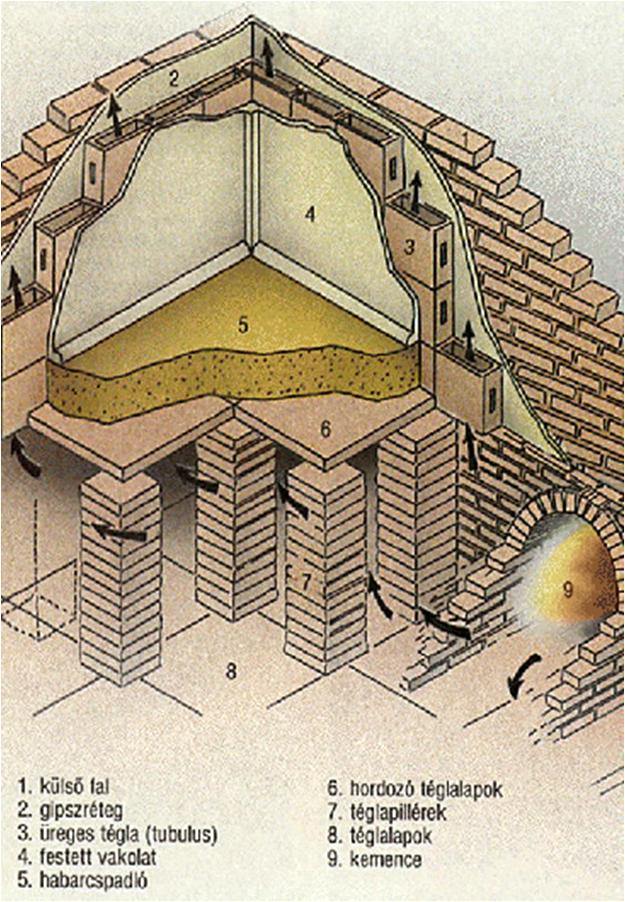 2
1
4
3
5
6
7
9
8
1. külső fal
2. gipszréteg
3. üreges tégla (tubulus)
4. festett vakolat
5. habarcspadló
6. hordozó téglalapok
7. téglapillérek
8. téglalapok
9. kemence